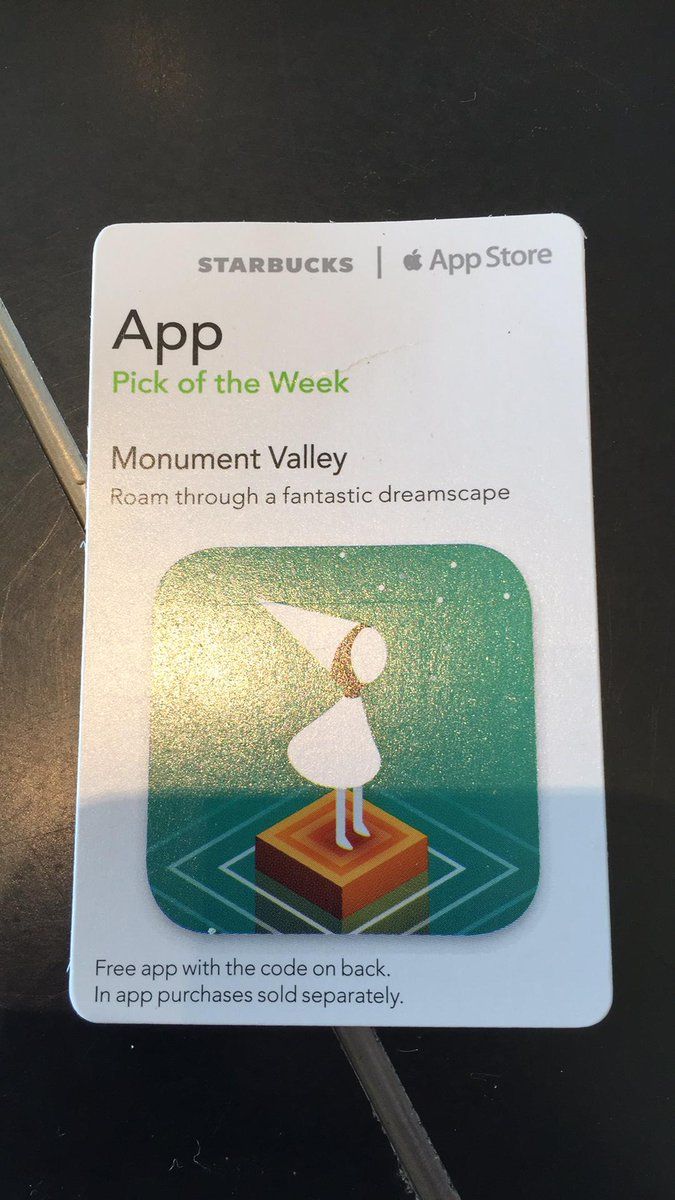 STARBUCKS | App Store
App
Pick of the Week
Monument Valley
Roam through a fantastic dreamscape
Free app with the code on back.
In app purchases sold separately.